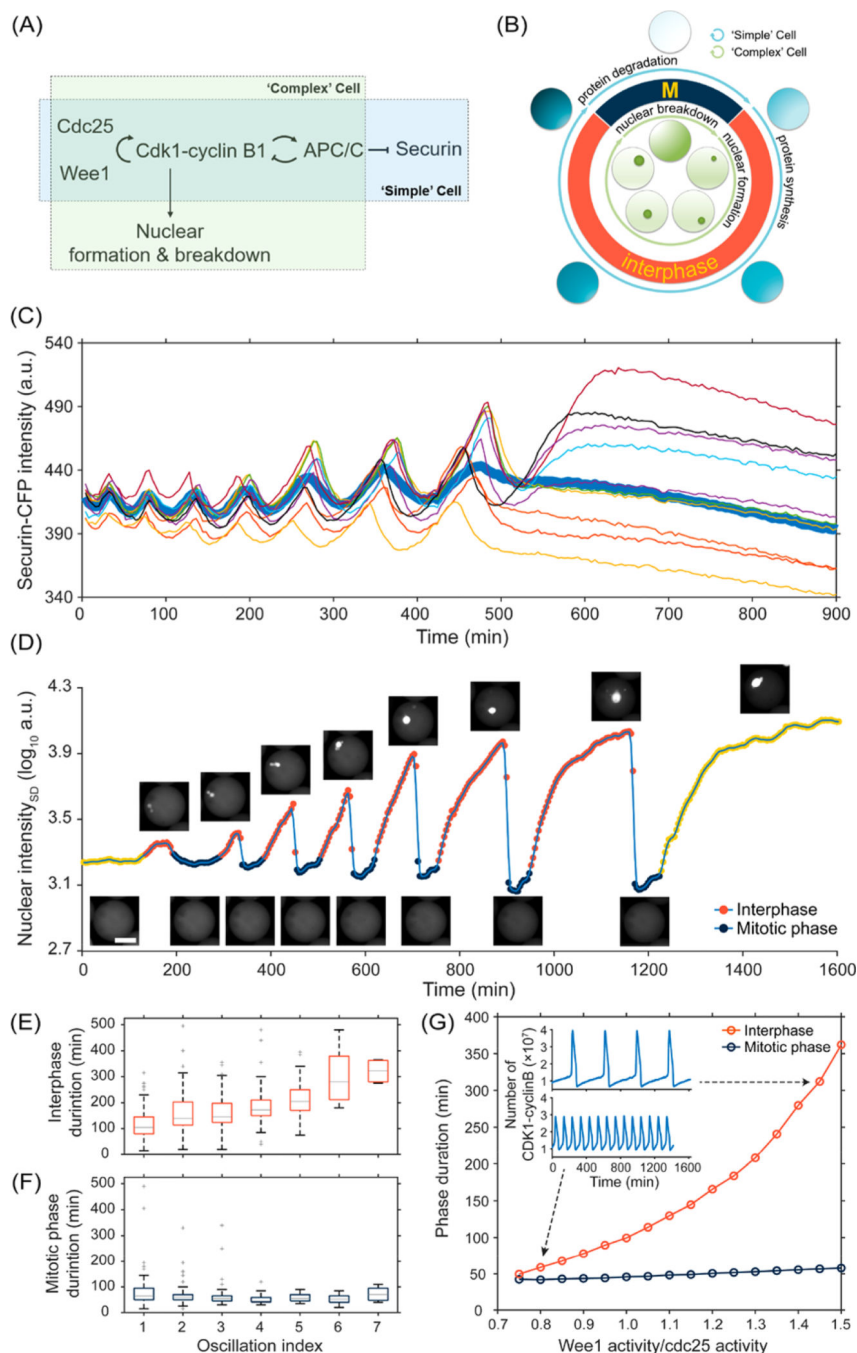 (A)
'Complex' Cell
Cdc25
Wee1
Cdk1-cyclin B1
APC/C
Securin
'Simple' Cell
Nuclear
formation & breakdown
(B)
'Simple' Cell
'Complex' Cell
protein degradation
M
nuclear breakdown
nuclear formation
protein synthesis
interphase
(C)
Securin-CFP intensity (a.u.)
540
490
440
390
340
0 100 200 300 400 500 600 700 800 900
Time (min)
(D)
Nuclear intensitySD (log10 a.u.)
4.3
3.9
3.5
3.1
2.7
Interphase
Mitotic phase
0 200 400 600 800 1000 1200 1400 1600
Time (min)
(E)
Interphase
durintion (min)
500
400
300
200
100
0
(F)
Mitotic phase
durintion (min)
500
400
300
200
100
0
1 2 3 4 5 6 7
Oscillation index
(G)
Phase duration (min)
400
350
300
250
200
150
100
50
0
Interphase
Mitotic phase
Number of
CDK1-cyclinB (×10⁷)
4
3
2
1
4
3
2
1
0 400 800 1200 1600
Time (min)
0.7 0.8 0.9 1.0 1.1 1.2 1.3 1.4 1.5
Wee1 activity/cdc25 activity